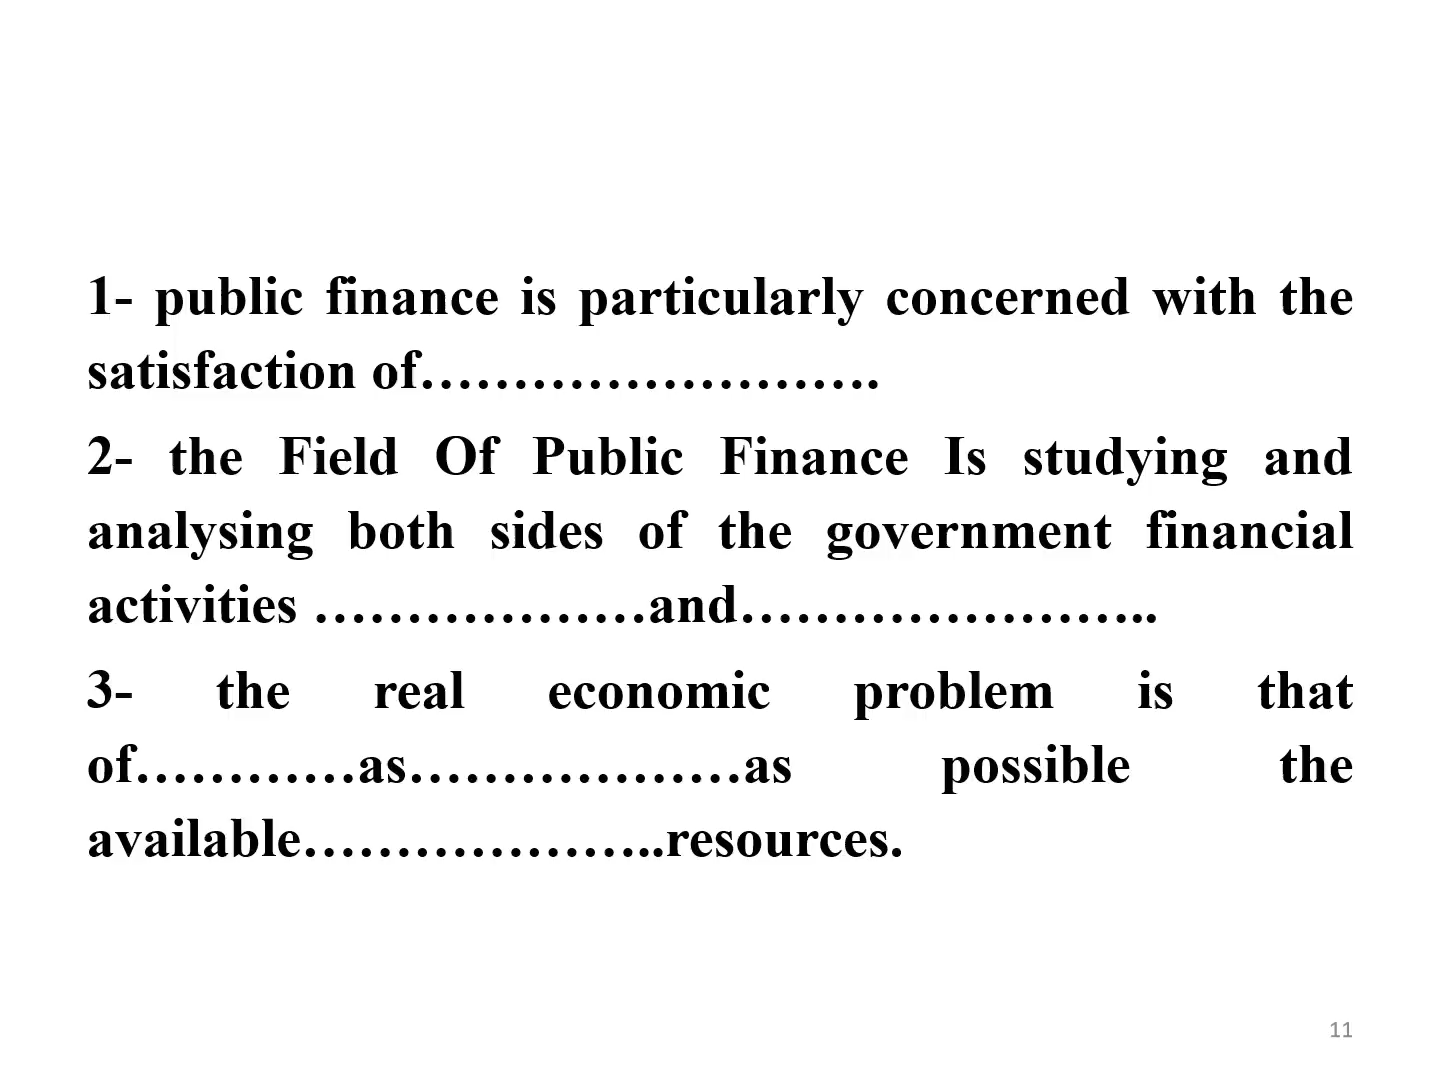 1- public finance is particularly concerned with the
satisfaction of…………………….
2- the Field Of Public Finance Is studying and
analysing both sides of the government financial
activities ………………and…………………..
3- the real economic problem is that
of…………as………………as possible the
available………………..resources.
11